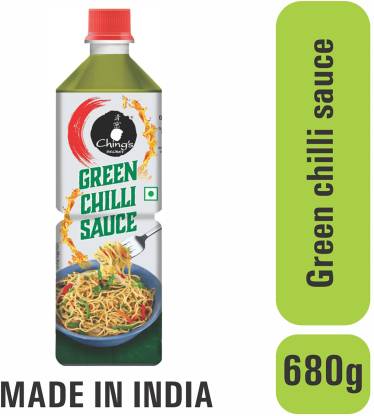 Ching's
SECRET
GREEN
CHILLI
SAUCE
Green chilli sauce
680g
MADE IN INDIA